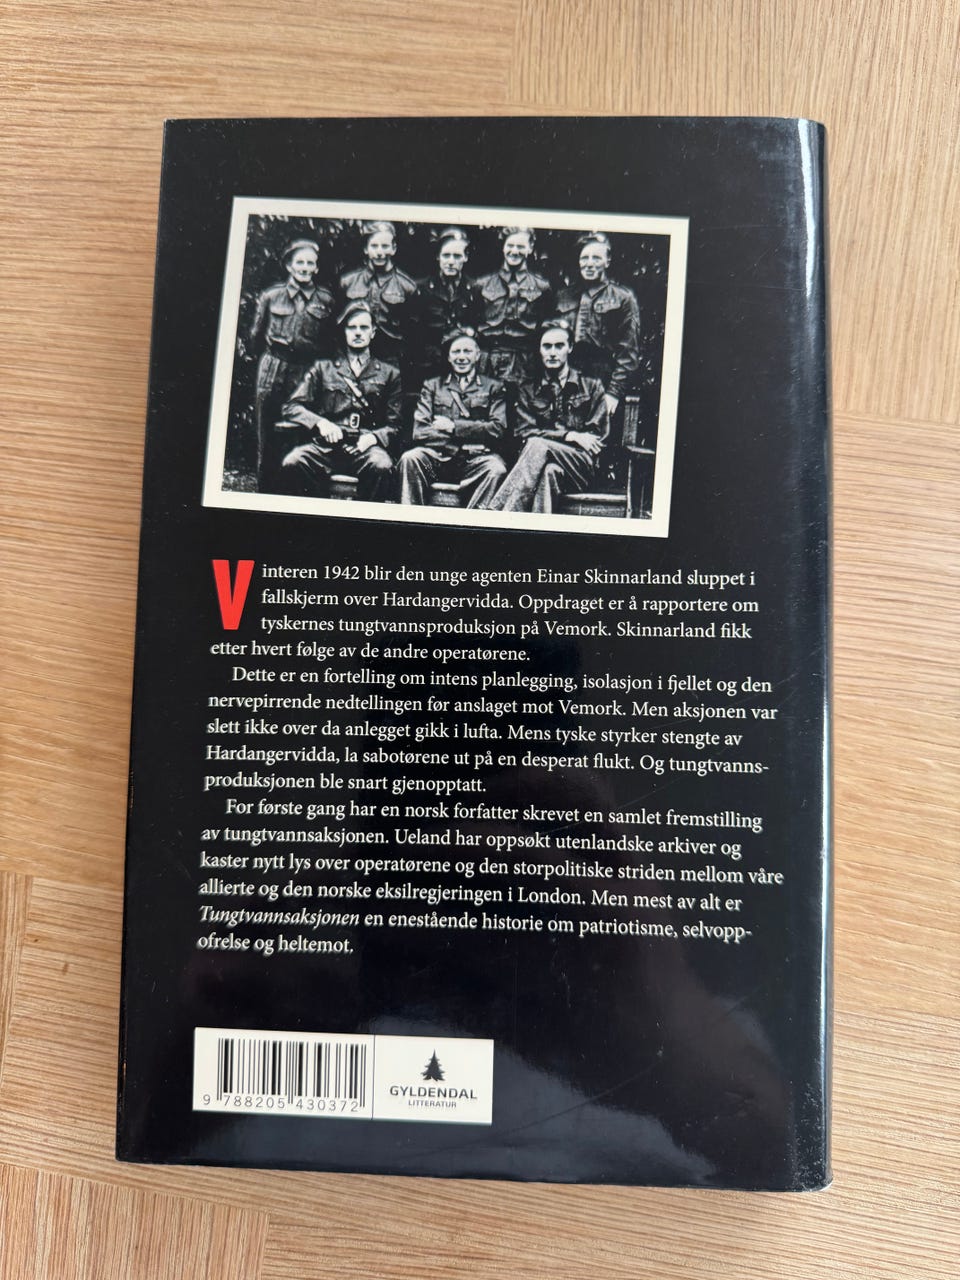 Vinteren 1942 blir den unge agenten Einar Skinnarland sluppet i
fallskjerm over Hardangervidda. Oppdraget er å rapportere om
tyskernes tungtvannsproduksjon på Vemork. Skinnarland fikk
etter hvert følge av de andre operatørene.
Dette er en fortelling om intens planlegging, isolasjon i fjellet og den
nervepirrende nedtellingen før anslaget mot Vemork. Men aksjonen var
slett ikke over da anlegget gikk i lufta. Mens tyske styrker stengte av
Hardangervidda, la sabotørene ut på en desperat flukt. Og tungtvanns-
produksjonen ble snart gjenopptatt.
For første gang har en norsk forfatter skrevet en samlet fremstilling
av tungtvannsaksjonen. Ueland har oppsøkt utenlandske arkiver og
kaster nytt lys over operatørene og den storpolitiske striden mellom våre
allierte og den norske eksilregjeringen i London. Men mest av alt er
Tungtvannsaksjonen en enestående historie om patriotisme, selvopp-
ofrelse og heltemot.
9 788205 430372
GYLDENDAL
LITTERATUR